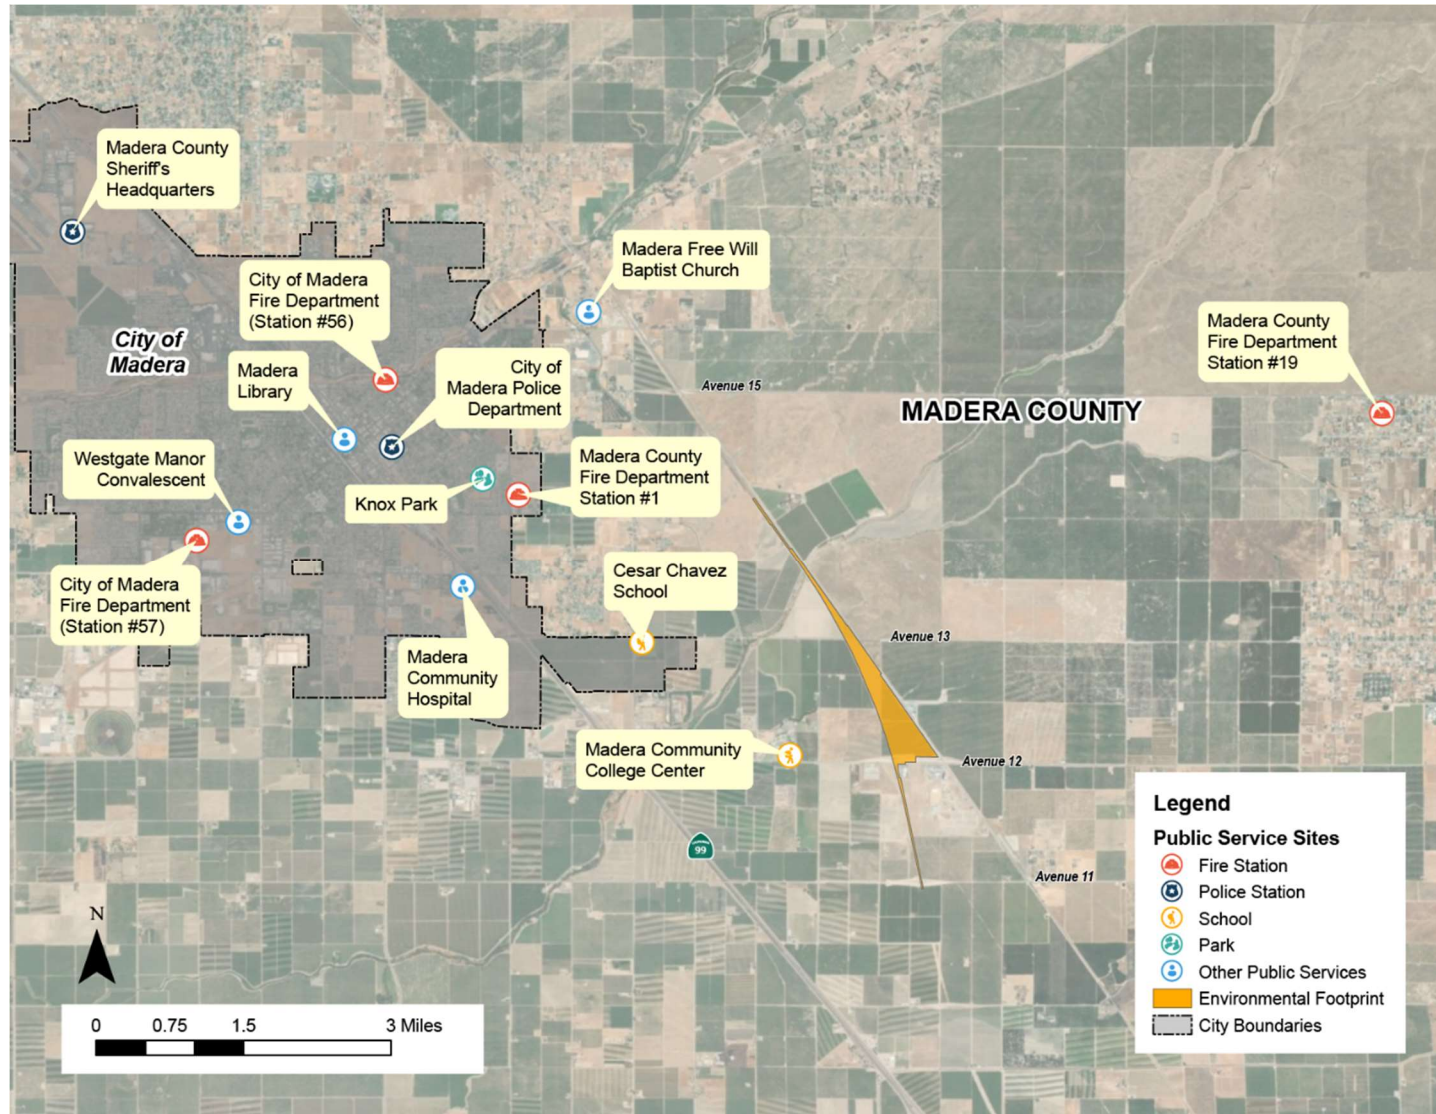 Madera County
Sheriff's
Headquarters
City of Madera
Fire Department
(Station #56)
Madera Free Will
Baptist Church
Madera County
Fire Department
Station #19
City of
Madera
Madera
Library
City of
Madera Police
Department
Avenue 15
MADERA COUNTY
Westgate Manor
Convalescent
Knox Park
Madera County
Fire Department
Station #1
City of Madera
Fire Department
(Station #57)
Cesar Chavez
School
Avenue 13
Madera
Community
Hospital
Madera Community
College Center
Avenue 12
99
Avenue 11
N
0 0.75 1.5 3 Miles
Legend
Public Service Sites
Fire Station
Police Station
School
Park
Other Public Services
Environmental Footprint
City Boundaries